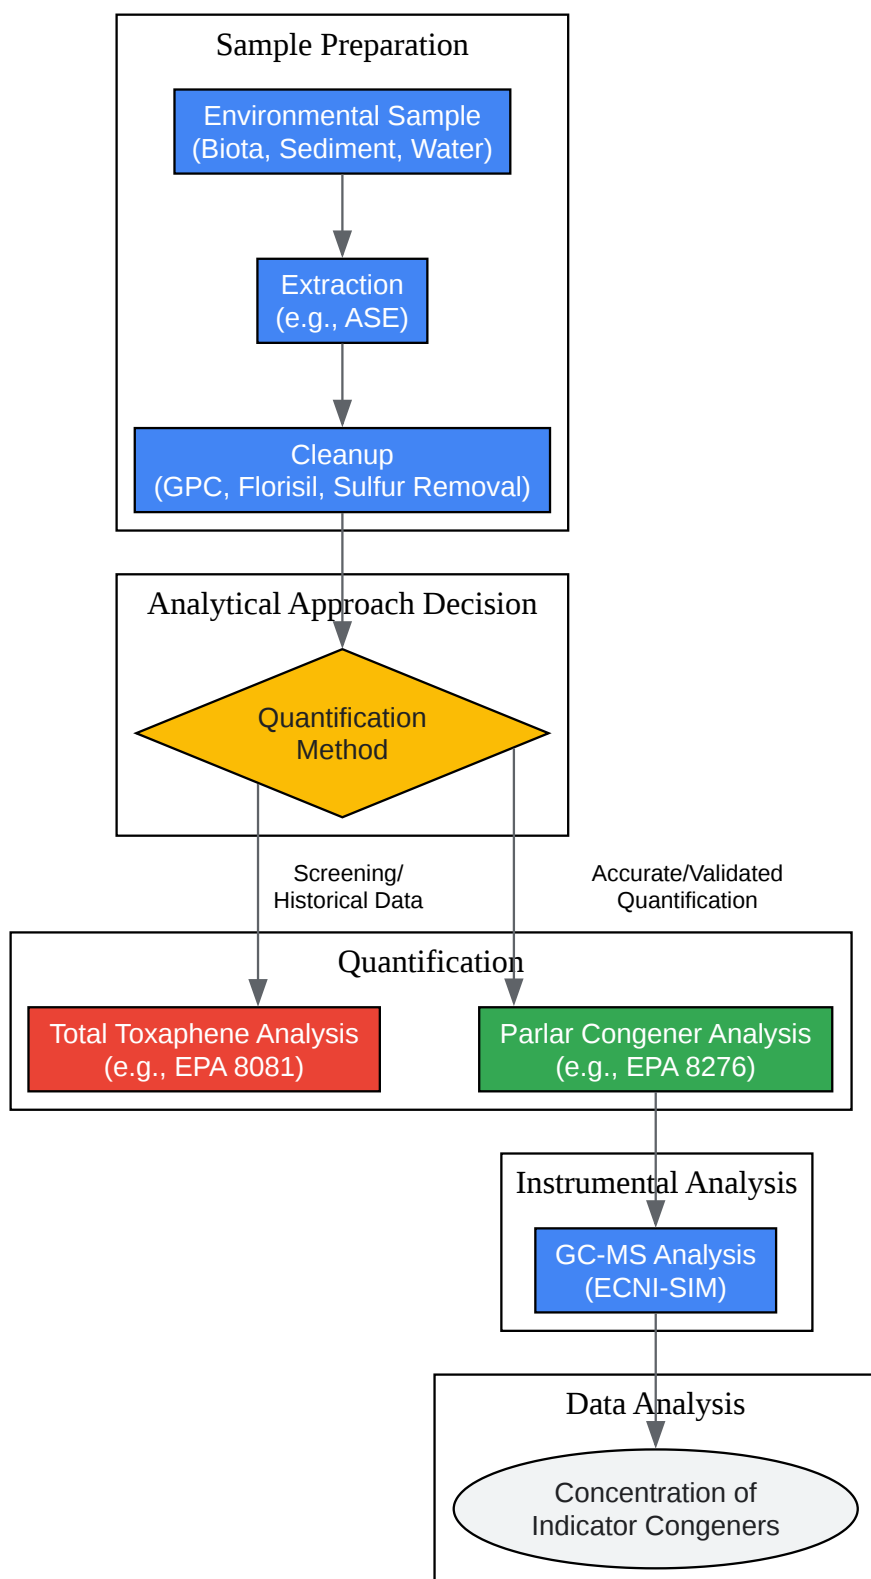 Sample Preparation
Environmental Sample
(Biota, Sediment, Water)
Extraction
(e.g., ASE)
Cleanup
(GPC, Florisil, Sulfur Removal)
Analytical Approach Decision
Quantification
Method
Screening/
Historical Data
Accurate/Validated
Quantification
Quantification
Total Toxaphene Analysis
(e.g., EPA 8081)
Parlar Congener Analysis
(e.g., EPA 8276)
Instrumental Analysis
GC-MS Analysis
(ECNI-SIM)
Data Analysis
Concentration of
Indicator Congeners